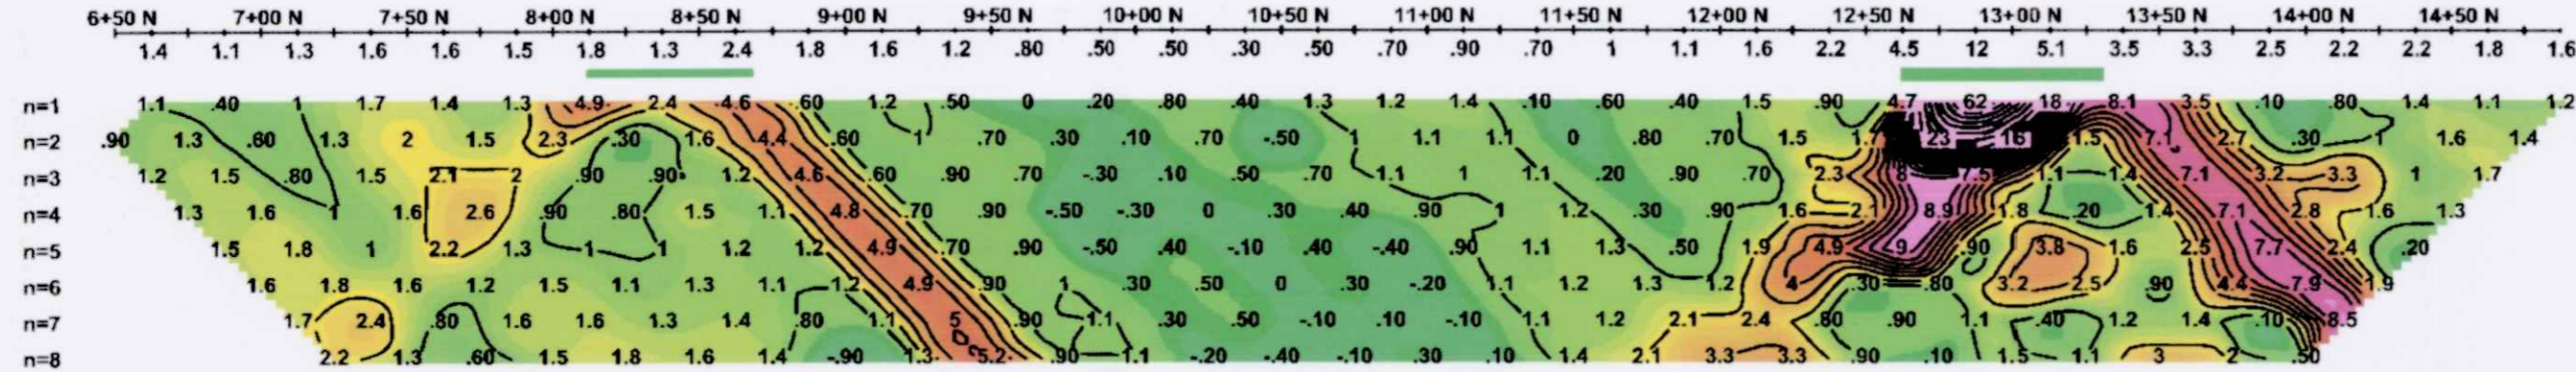 6+50 N 7+00 N 7+50 N 8+00 N 8+50 N 9+00 N 9+50 N 10+00 N 10+50 N 11+00 N 11+50 N 12+00 N 12+50 N 13+00 N 13+50 N 14+00 N 14+50 N
1.4 1.1 1.3 1.6 1.6 1.5 1.8 1.3 2.4 1.8 1.6 1.2 .80 .50 .50 .30 .50 .70 .90 .70 1 1.1 1.6 2.2 4.5 12 5.1 3.5 3.3 2.5 2.2 2.2 1.8 1.6
n=1 1.1 .40 1 1.7 1.4 1.3 4.9 2.4 4.6 .60 1.2 .50 0 .20 .80 .40 1.3 1.2 1.4 .10 .60 .40 1.5 .90 4.7 62 18 8.1 3.5 .10 .80 1.4 1.1 1.2
n=2 .90 1.3 .60 1.3 2 1.5 2.3 .30 1.6 4.4 .60 1 .70 .30 .10 .70 -.50 1 1.1 1.1 0 .80 .70 1.5 1.7 23 16 1.5 7.1 2.7 .30 1 1.6 1.4
n=3 1.2 1.5 .80 1.5 2.1 2 .90 .90 1.2 4.6 .60 .90 .70 -.30 .10 .50 .70 1.1 1 1.1 .20 .90 .70 2.3 8 7.5 1.1 1.4 7.1 3.2 3.3 1 1.7
n=4 1.3 1.6 1 1.6 2.6 .90 .80 1.5 1.1 4.8 .70 .90 -.50 -.30 0 .30 .40 .90 1 1.2 .30 .90 1.6 2.1 8.9 1.8 .20 1.4 7.1 2.8 1.6 1.3
n=5 1.5 1.8 1 2.2 1.3 1 1 1.2 1.2 4.9 .70 .90 -.50 .40 -.10 .40 -.40 .90 1.1 1.3 .50 1.9 4.9 9 .90 3.8 1.6 2.5 7.7 2.4 .20
n=6 1.6 1.8 1.6 1.2 1.5 1.1 1.3 1.1 1.2 4.9 .90 1 .30 .50 0 .30 -.20 1.1 1.2 1.3 1.2 4 .30 .80 3.2 2.5 .90 4.4 7.9 1.9
n=7 1.7 2.4 .80 1.6 1.6 1.3 1.4 .80 1.1 5 .90 1.1 .30 .50 -.10 .10 -.10 1.1 1.2 2.1 2.4 .80 .90 1.1 .40 1.2 1.4 .10 8.5
n=8 2.2 1.3 .60 1.5 1.8 1.6 1.4 -.90 1.3 5.2 .90 1.1 -.20 -.40 -.10 .30 .10 1.4 2.1 3.3 3.3 .90 .10 1.5 1.1 3 2 .50